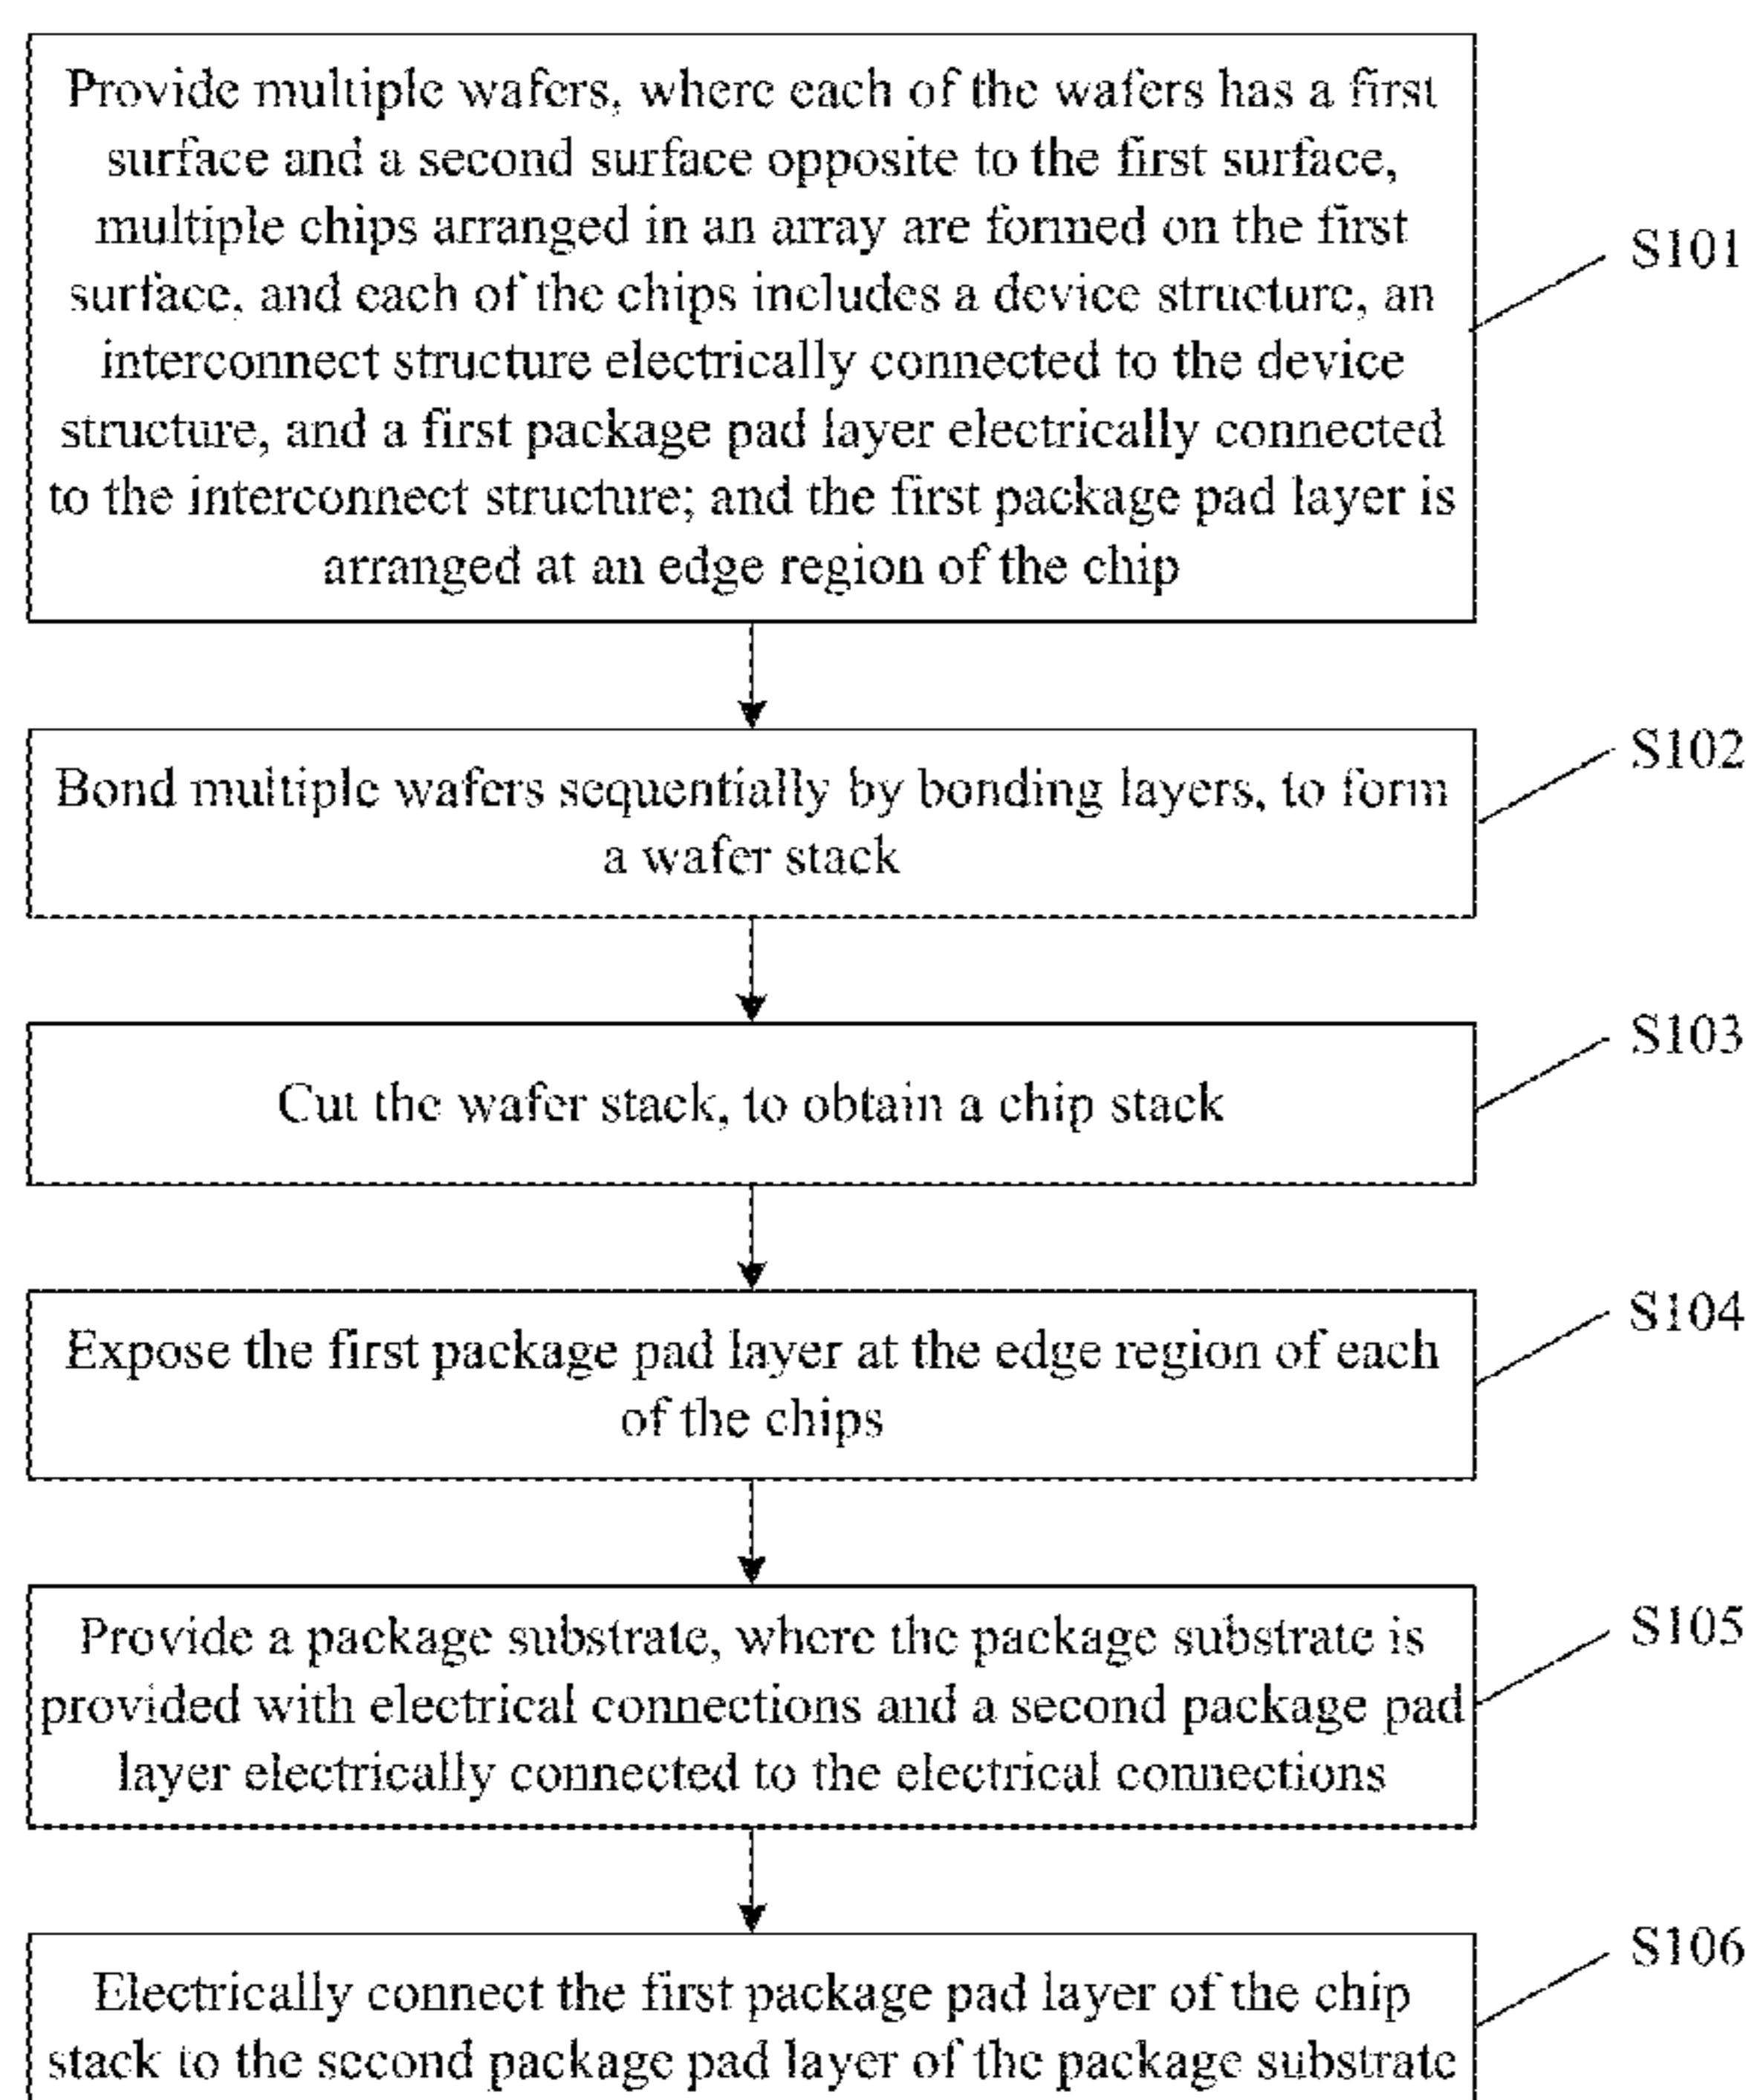 Provide multiple wafers, where each of the wafers has a first
surface and a second surface opposite to the first surface,
multiple chips arranged in an array are formed on the first
surface, and each of the chips includes a device structure, an
interconnect structure electrically connected to the device
structure, and a first package pad layer electrically connected
to the interconnect structure; and the first package pad layer is
arranged at an edge region of the chip
S101
Bond multiple wafers sequentially by bonding layers, to form
a wafer stack
S102
Cut the wafer stack, to obtain a chip stack
S103
Expose the first package pad layer at the edge region of each
of the chips
S104
Provide a package substrate, where the package substrate is
provided with electrical connections and a second package pad
layer electrically connected to the electrical connections
S105
Electrically connect the first package pad layer of the chip
stack to the second package pad layer of the package substrate
S106